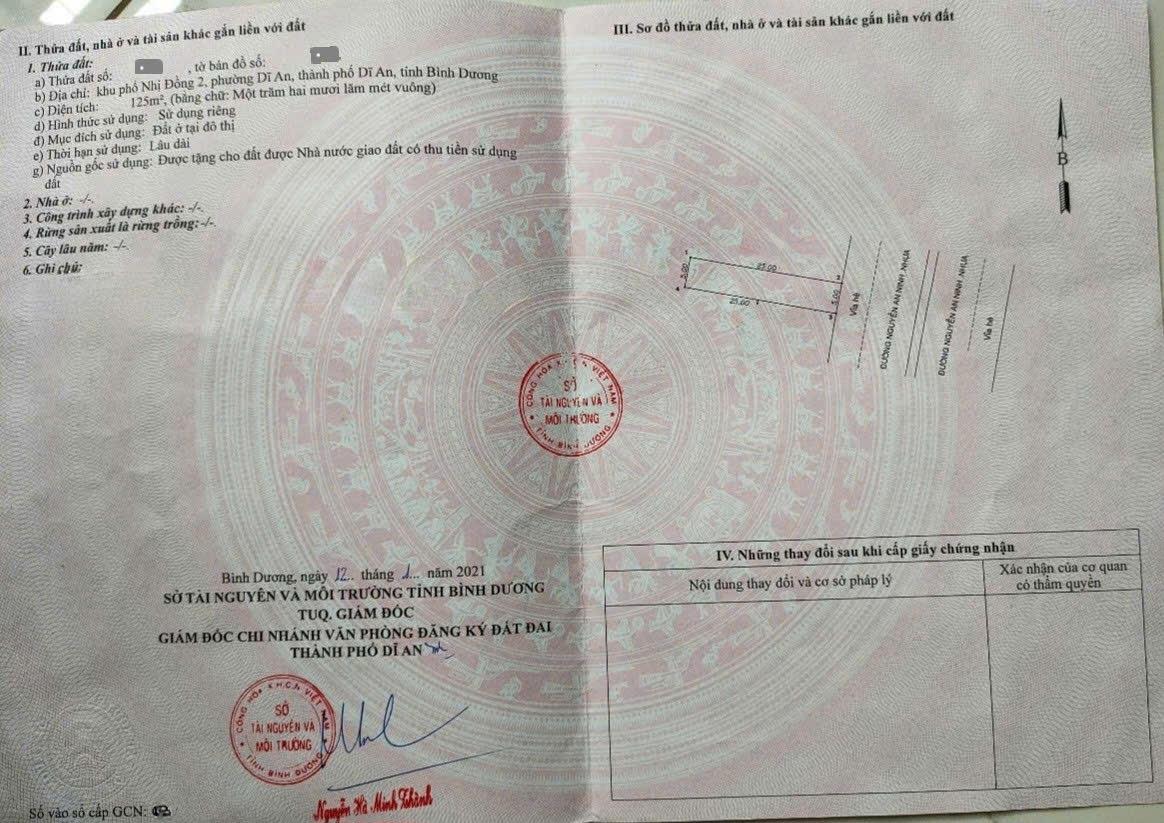 II. Thửa đất, nhà ở và tài sản khác gắn liền với đất
1. Thửa đất:
a) Thửa đất số: , tờ bản đồ số: ,
b) Địa chỉ: khu phố Nhị Đồng 2, phường Dĩ An, thành phố Dĩ An, tỉnh Bình Dương
c) Diện tích: 125m², (bằng chữ: Một trăm hai mươi lăm mét vuông)
d) Hình thức sử dụng: Sử dụng riêng
đ) Mục đích sử dụng: Đất ở tại đô thị
e) Thời hạn sử dụng: Lâu dài
g) Nguồn gốc sử dụng: Được tặng cho đất được Nhà nước giao đất có thu tiền sử dụng
đất
2. Nhà ở: -/-.
3. Công trình xây dựng khác: -/-.
4. Rừng sản xuất là rừng trồng: -/-.
5. Cây lâu năm: -/-.
6. Ghi chú:
Bình Dương, ngày 12.. tháng 1... năm 2021
SỞ TÀI NGUYÊN VÀ MÔI TRƯỜNG TỈNH BÌNH DƯƠNG
TUQ. GIÁM ĐỐC
GIÁM ĐỐC CHI NHÁNH VĂN PHÒNG ĐĂNG KÝ ĐẤT ĐAI
THÀNH PHỐ DĨ AN
CỘNG HÒA X.H.C.N VIỆT NAM
SỞ
TÀI NGUYÊN VÀ
MÔI TRƯỜNG
TỈNH BÌNH DƯƠNG
Nguyễn Hà Minh Thành
Số vào sổ cấp GCN:
III. Sơ đồ thửa đất, nhà ở và tài sản khác gắn liền với đất
B
1
25.00
5.00
4
25.00
5.00
Vỉa hè
ĐƯỜNG NGUYỄN AN NINH . NHỰA
ĐƯỜNG NGUYỄN AN NINH . NHỰA
Vỉa hè
CỘNG HÒA X.H.C.N VIỆT NAM
SỞ
TÀI NGUYÊN VÀ
MÔI TRƯỜNG
TỈNH BÌNH DƯƠNG
IV. Những thay đổi sau khi cấp giấy chứng nhận
Nội dung thay đổi và cơ sở pháp lý
Xác nhận của cơ quan
có thẩm quyền